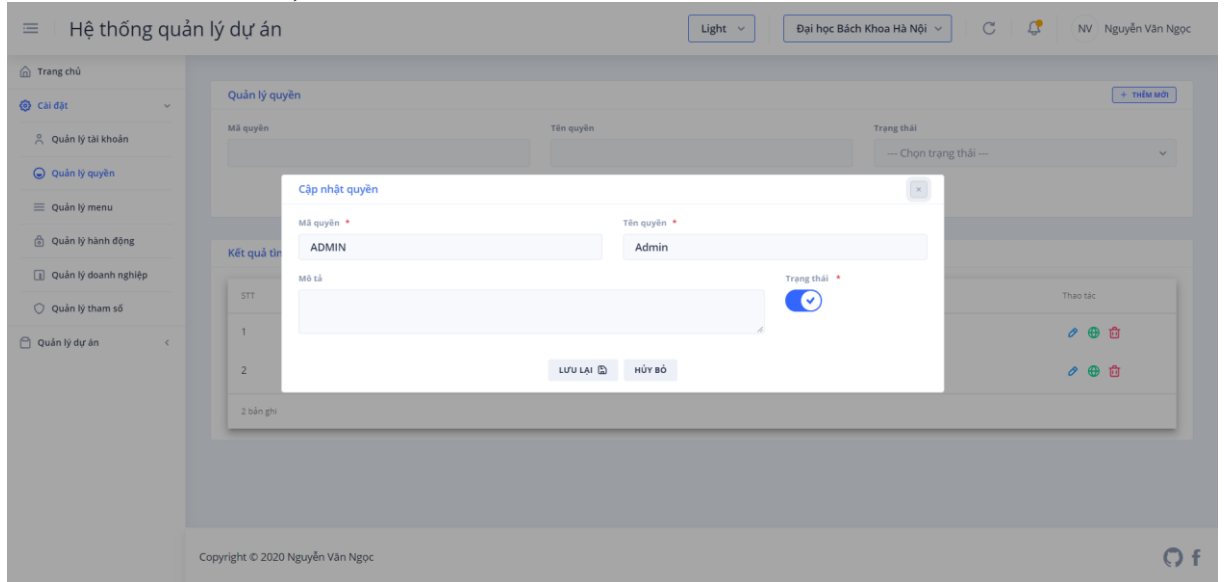 Hệ thống quản lý dự án
Light
Đại học Bách Khoa Hà Nội
NV Nguyễn Văn Ngọc
Trang chủ
Cài đặt
Quản lý tài khoản
Quản lý quyền
Quản lý menu
Quản lý hành động
Quản lý doanh nghiệp
Quản lý tham số
Quản lý dự án
Quản lý quyền
+ THÊM MỚI
Mã quyền
Tên quyền
Trạng thái
--- Chọn trạng thái ---
Cập nhật quyền
×
Mã quyền *
Tên quyền *
ADMIN
Admin
Mô tả
Trạng thái *
LƯU LẠI
HỦY BỎ
Kết quả
STT
Thao tác
1
2
2 bản ghi
Copyright © 2020 Nguyễn Văn Ngọc